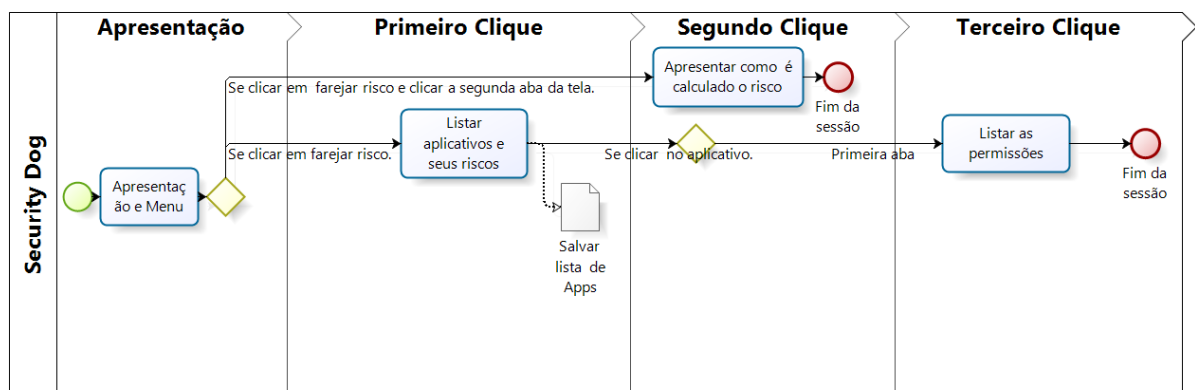 Apresentação
Primeiro Clique
Segundo Clique
Terceiro Clique
Security Dog
Apresentar como é
calculado o risco
Fim da
sessão
Se clicar em farejar risco e clicar a segunda aba da tela.
Listar
aplicativos e
seus riscos
Se clicar em farejar risco.
Se clicar no aplicativo.
Primeira aba
Listar as
permissões
Fim da
sessão
Apresentaç
ão e Menu
Salvar
lista de
Apps